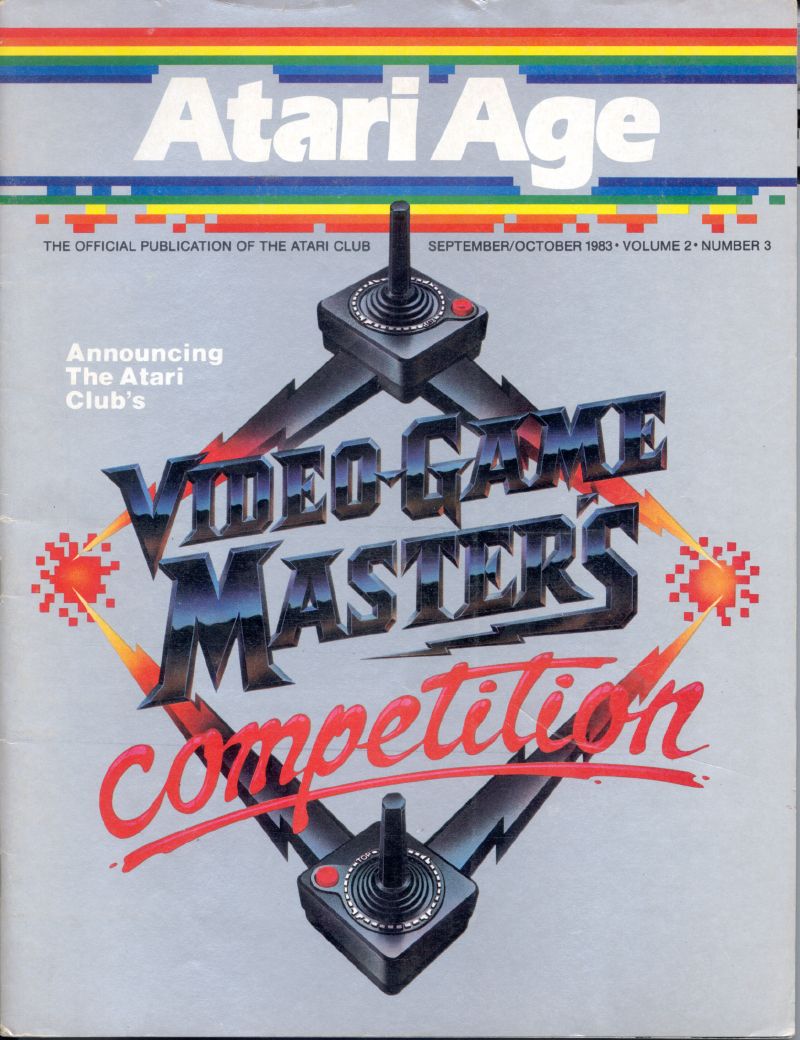 Atari Age
THE OFFICIAL PUBLICATION OF THE ATARI CLUB
SEPTEMBER/OCTOBER 1983 • VOLUME 2 • NUMBER 3
Announcing
The Atari
Club's
VIDEO-GAME
MASTER'S
competition
TOP